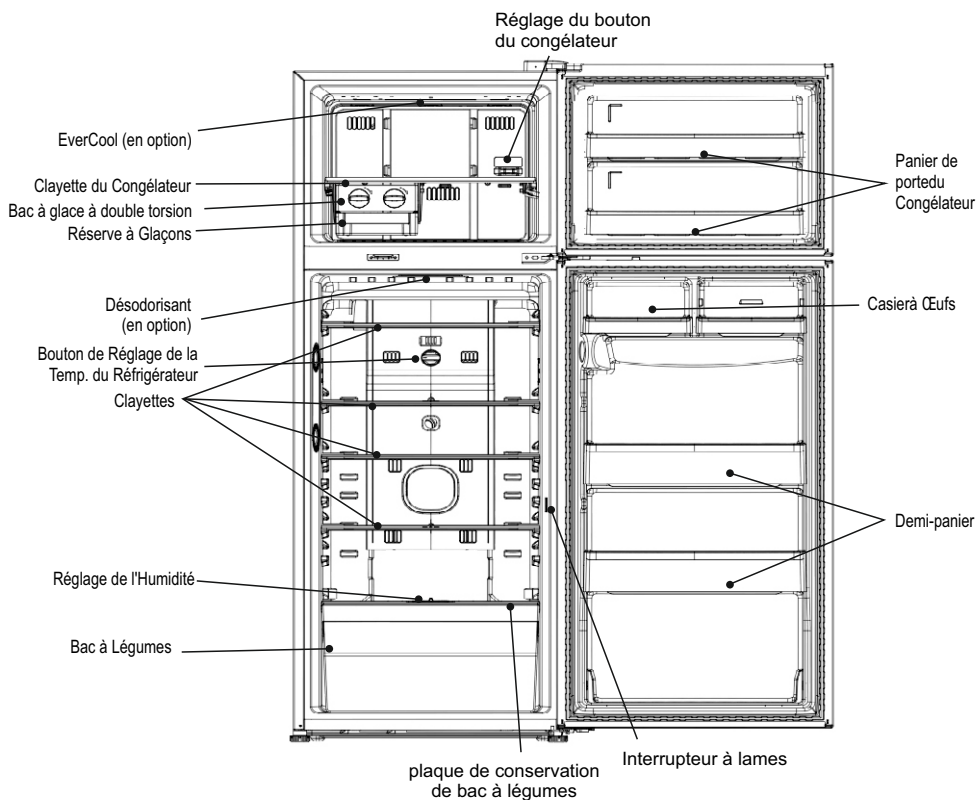 Réglage du bouton
du congélateur
EverCool (en option)
Clayette du Congélateur
Bac à glace à double torsion
Réserve à Glaçons
Panier de
portedu
Congélateur
Désodorisant
(en option)
Casierà Œufs
Bouton de Réglage de la
Temp. du Réfrigérateur
Clayettes
Demi-panier
Réglage de l'Humidité
Bac à Légumes
plaque de conservation
de bac à légumes
Interrupteur à lames